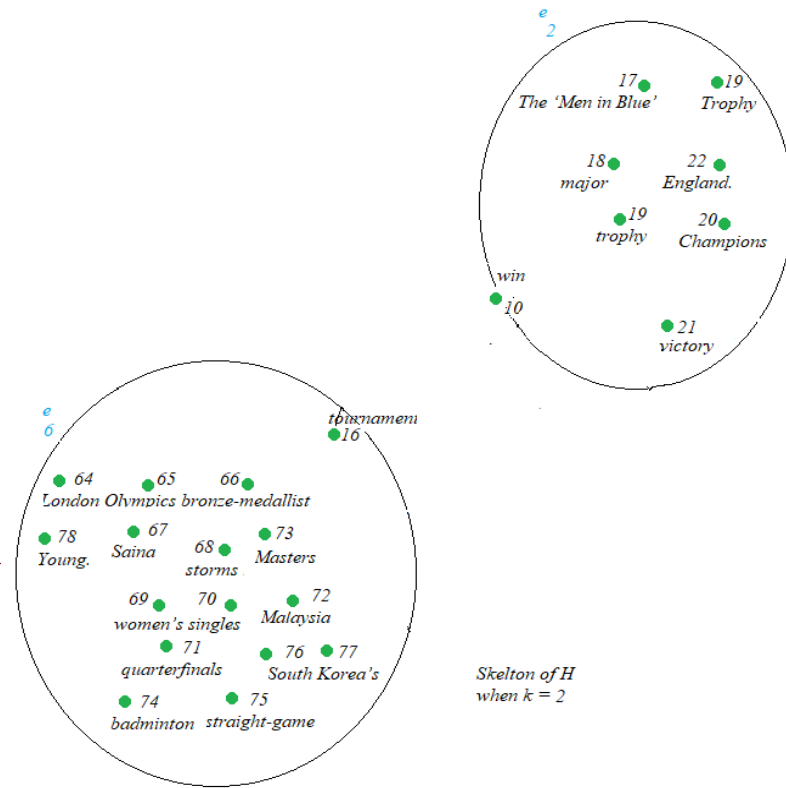 e
2
17 19
The ‘Men in Blue’ Trophy
18 22
major England.
19 20
trophy Champions
win
10
21
victory
e
6
tournament
16
64 65 66
London Olympics bronze-medallist
78 67 68 73
Young. Saina storms Masters
69 70 72
women’s singles Malaysia
71 76 77
quarterfinals South Korea’s
74 75
badminton straight-game
Skelton of H
when k = 2